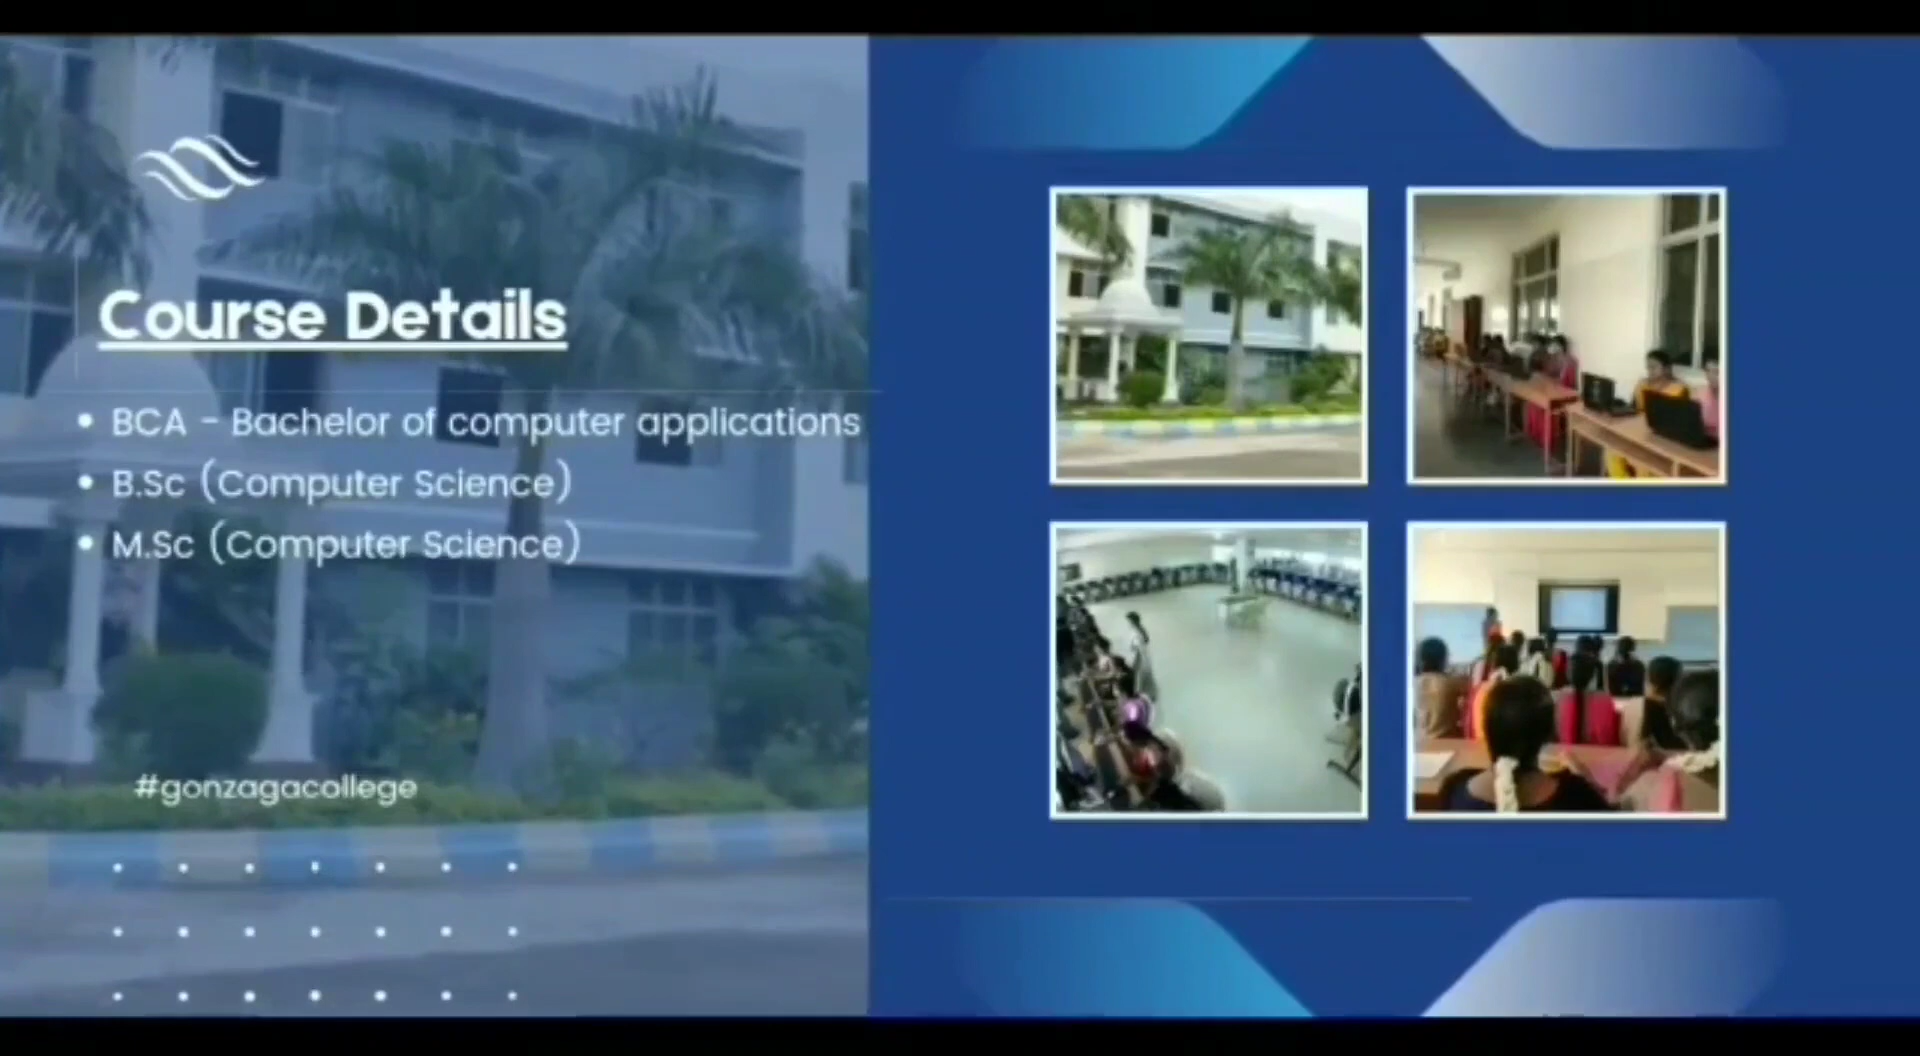 Course Details
• BCA - Bachelor of computer applications
• B.Sc (Computer Science)
• M.Sc (Computer Science)
#gonzagacollege